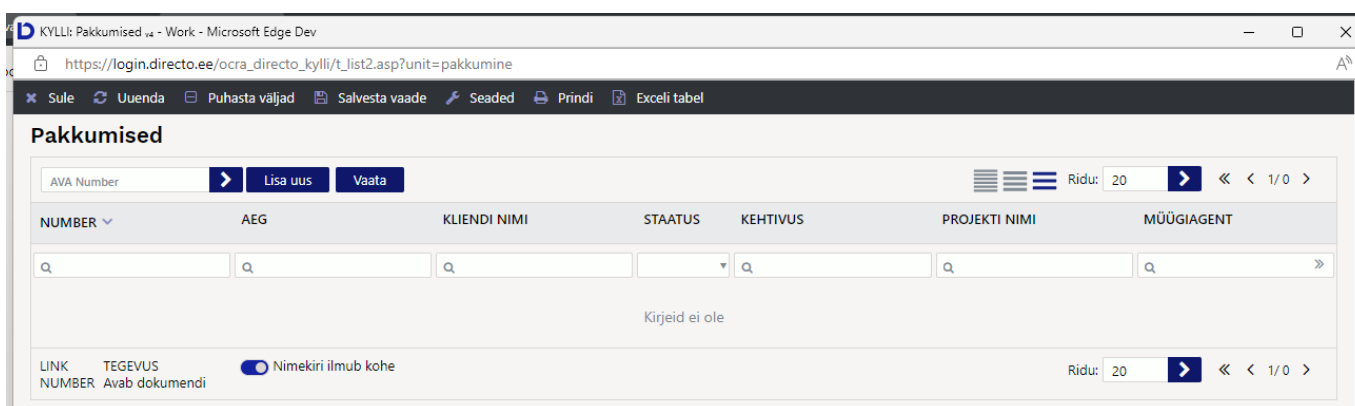 KYLLI: Pakkumised v4 - Work - Microsoft Edge Dev
https://login.directo.ee/ocra_directo_kylli/t_list2.asp?unit=pakkumine
Sule Uuenda Puhasta väljad Salvesta vaade Seaded Prindi Exceli tabel
Pakkumised
AVA Number Lisa uus Vaata Ridu: 20 1/0
NUMBER AEG KLIENDI NIMI STAATUS KEHTIVUS PROJEKTI NIMI MÜÜGIAGENT
Kirjeid ei ole
LINK TEGEVUS Nimekiri ilmub kohe Ridu: 20 1/0
NUMBER Avab dokumendi